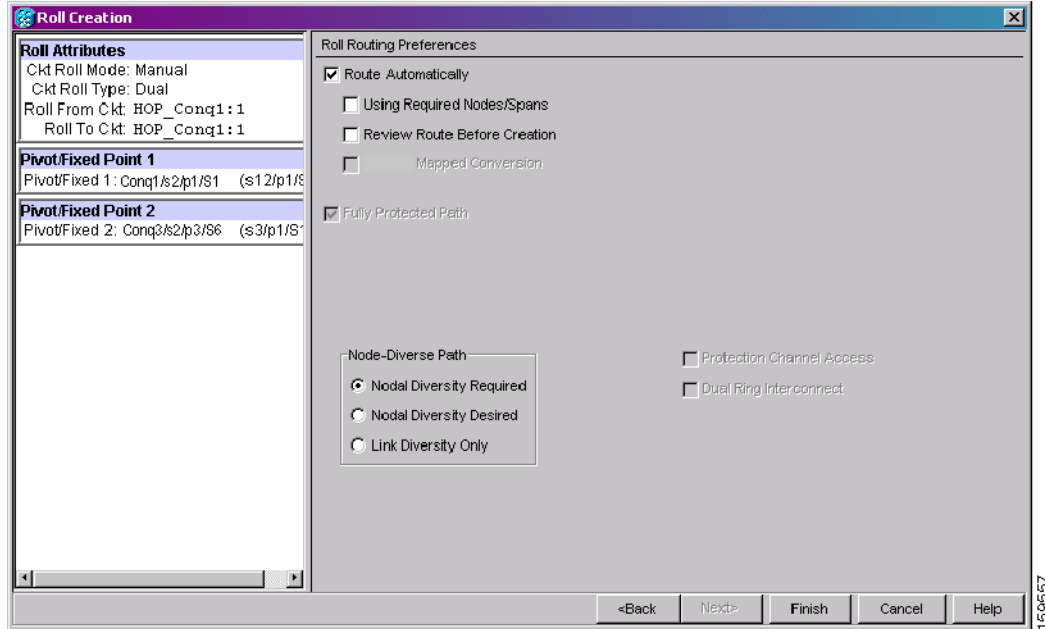 Roll Creation
Roll Attributes
Ckt Roll Mode: Manual
Ckt Roll Type: Dual
Roll From Ckt: HOP_Conq1:1
Roll To Ckt: HOP_Conq1:1
Pivot/Fixed Point 1
Pivot/Fixed 1: Conq1/s2/p1/S1 (s12/p1/S
Pivot/Fixed Point 2
Pivot/Fixed 2: Conq3/s2/p3/S6 (s3/p1/S1
Roll Routing Preferences
Route Automatically
Using Required Nodes/Spans
Review Route Before Creation
Mapped Conversion
Fully Protected Path
Node-Diverse Path
Nodal Diversity Required
Nodal Diversity Desired
Link Diversity Only
Protection Channel Access
Dual Ring Interconnect
<Back
Next>
Finish
Cancel
Help
159557